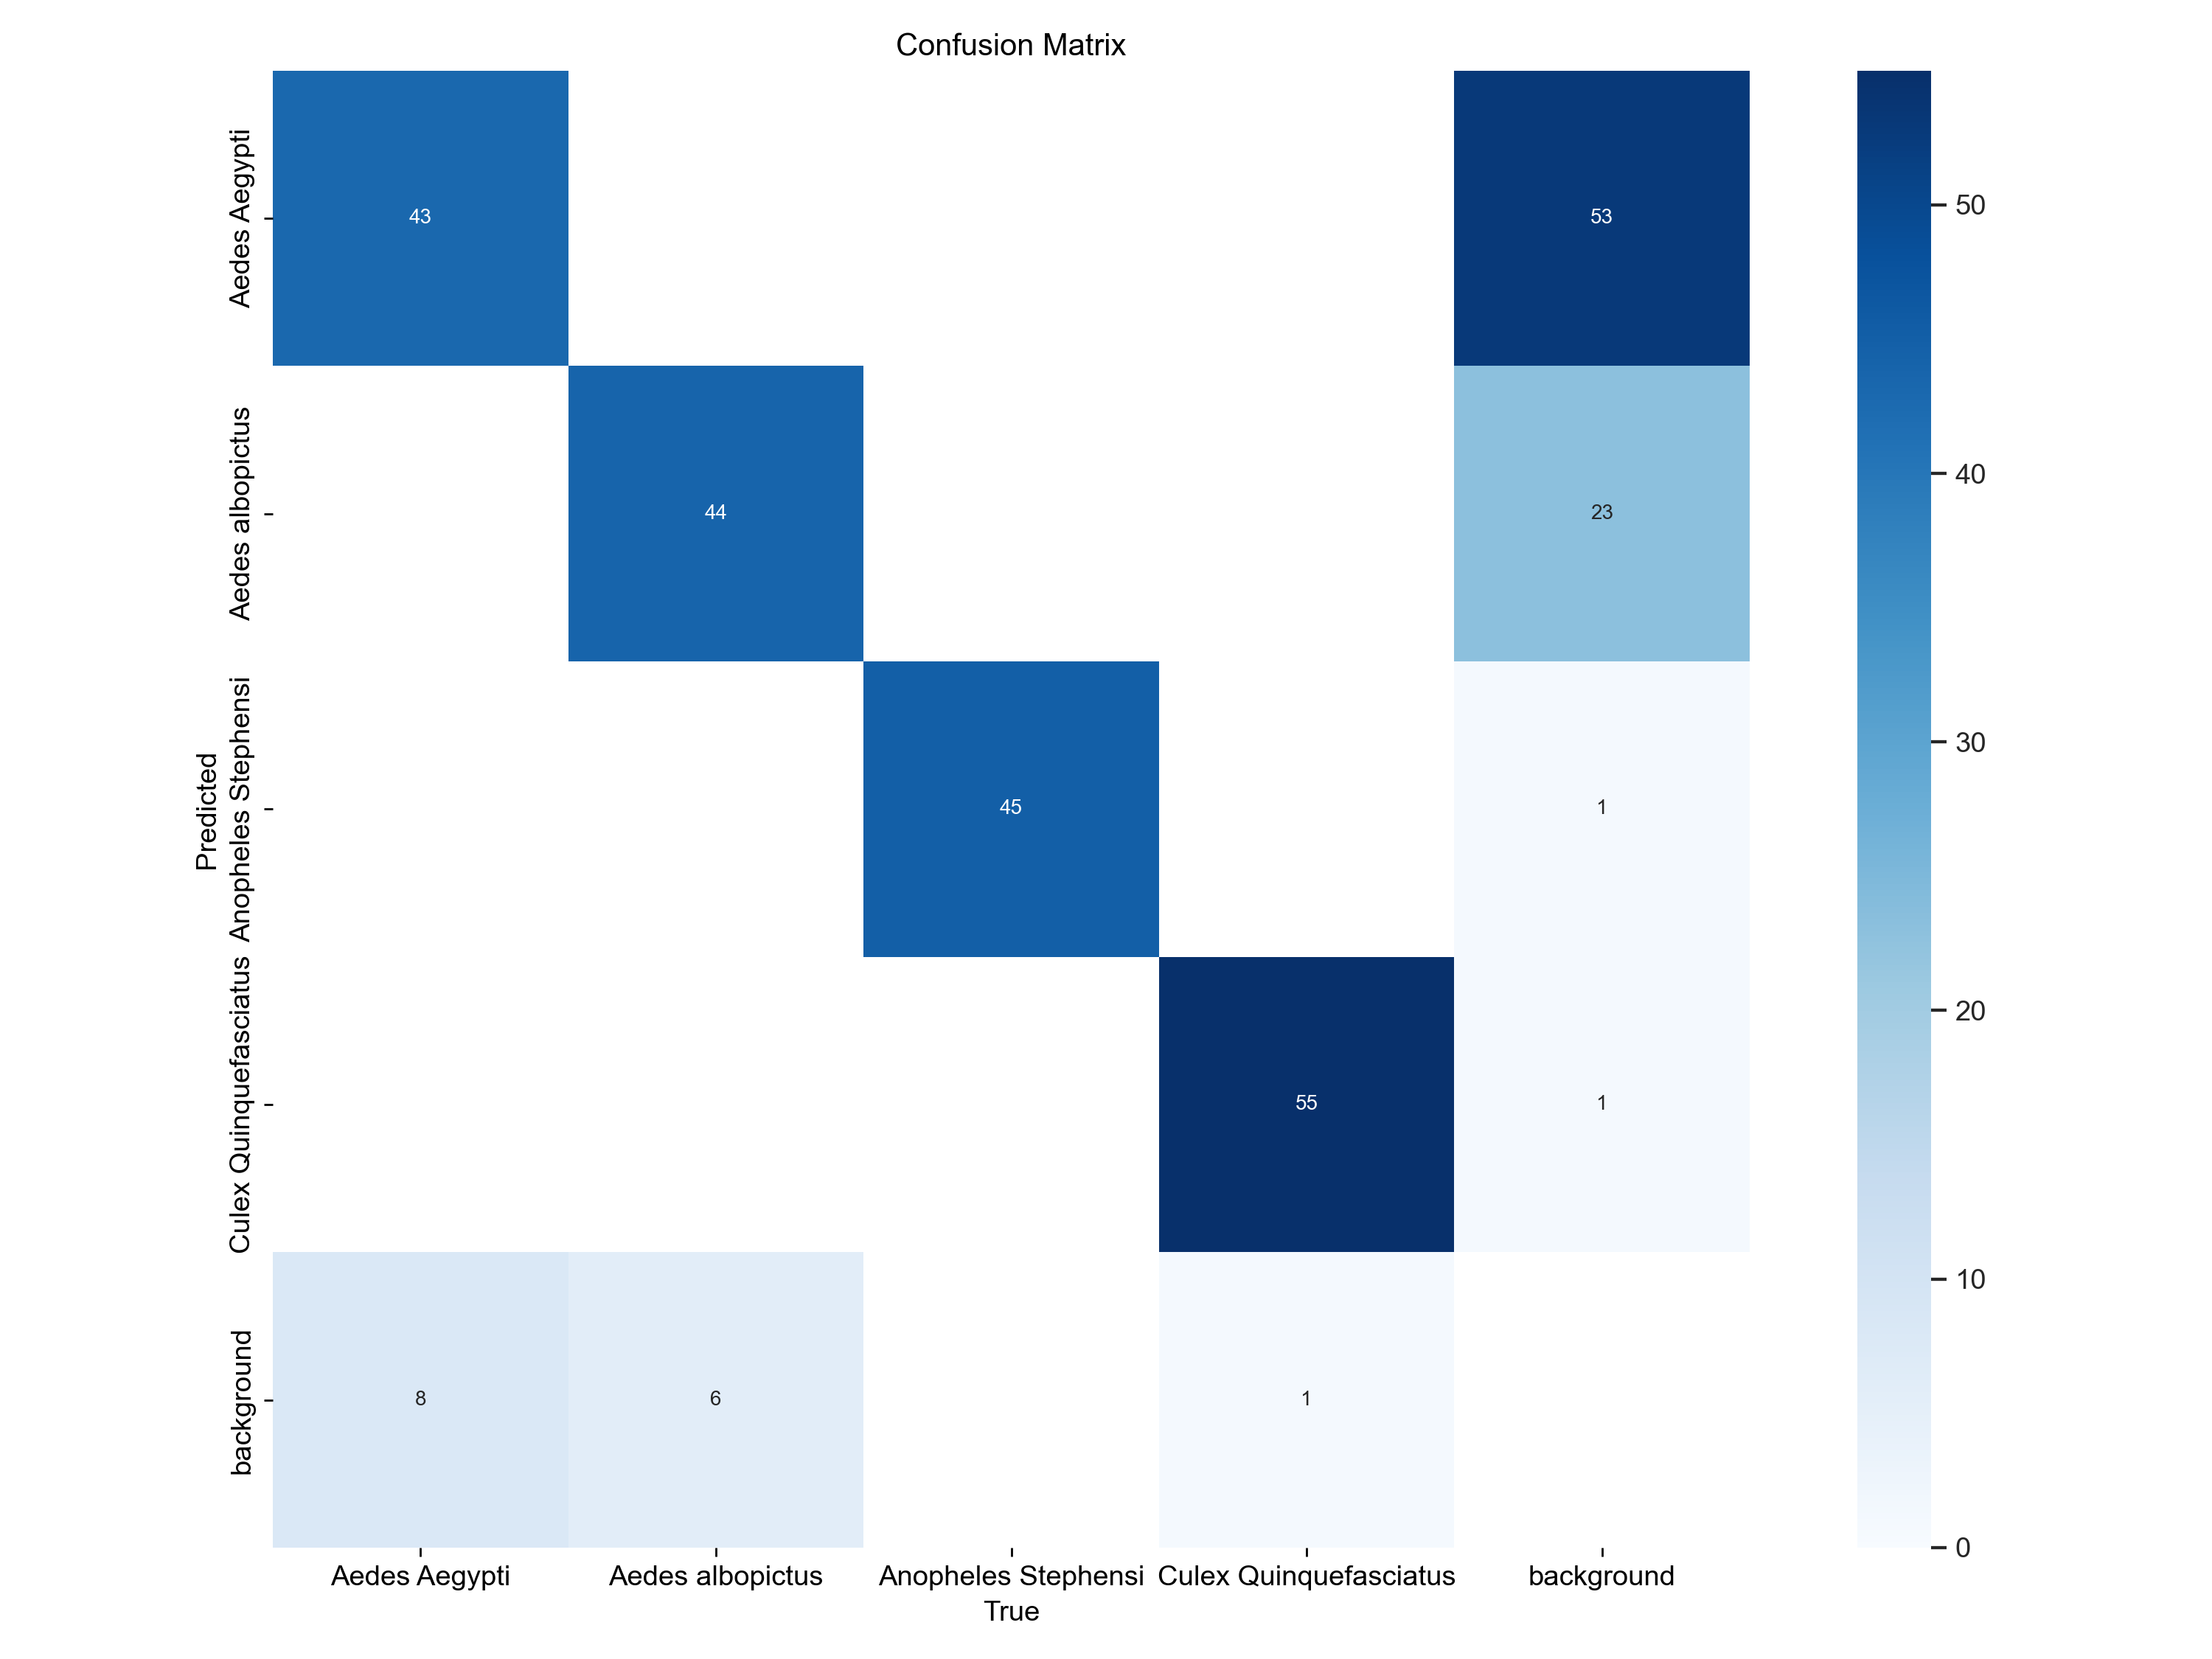 Confusion Matrix
Predicted
Aedes Aegypti
Aedes albopictus
Anopheles Stephensi
Culex Quinquefasciatus
background
43
53
44
23
45
1
55
1
8
6
1
Aedes Aegypti
Aedes albopictus
Anopheles Stephensi
Culex Quinquefasciatus
background
True
50
40
30
20
10
0